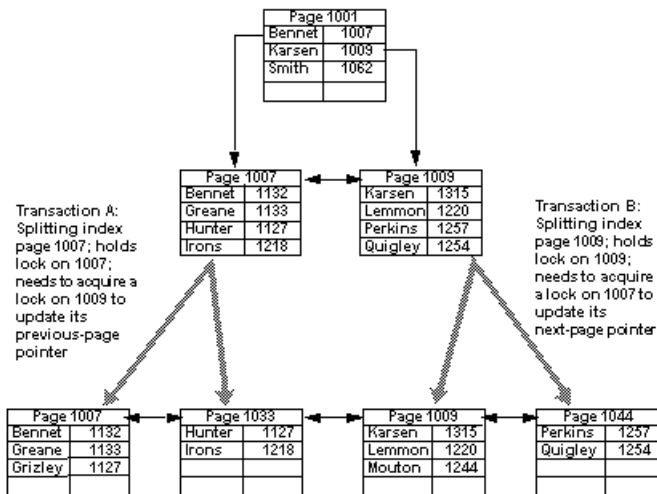 Page 1001
Bennet 1007
Karsen 1009
Smith 1062
Page 1007
Bennet 1132
Greane 1133
Hunter 1127
Irons 1218
Page 1009
Karsen 1315
Lemmon 1220
Perkins 1257
Quigley 1254
Transaction A:
Splitting index
page 1007; holds
lock on 1007;
needs to acquire a
lock on 1009 to
update its
previous-page
pointer
Transaction B:
Splitting index
page 1009; holds
lock on 1009;
needs to acquire
a lock on 1007 to
update its
next-page pointer
Page 1007
Bennet 1132
Greane 1133
Grizley 1127
Page 1033
Hunter 1127
Irons 1218
Page 1009
Karsen 1315
Lemmon 1220
Mouton 1244
Page 1044
Perkins 1257
Quigley 1254